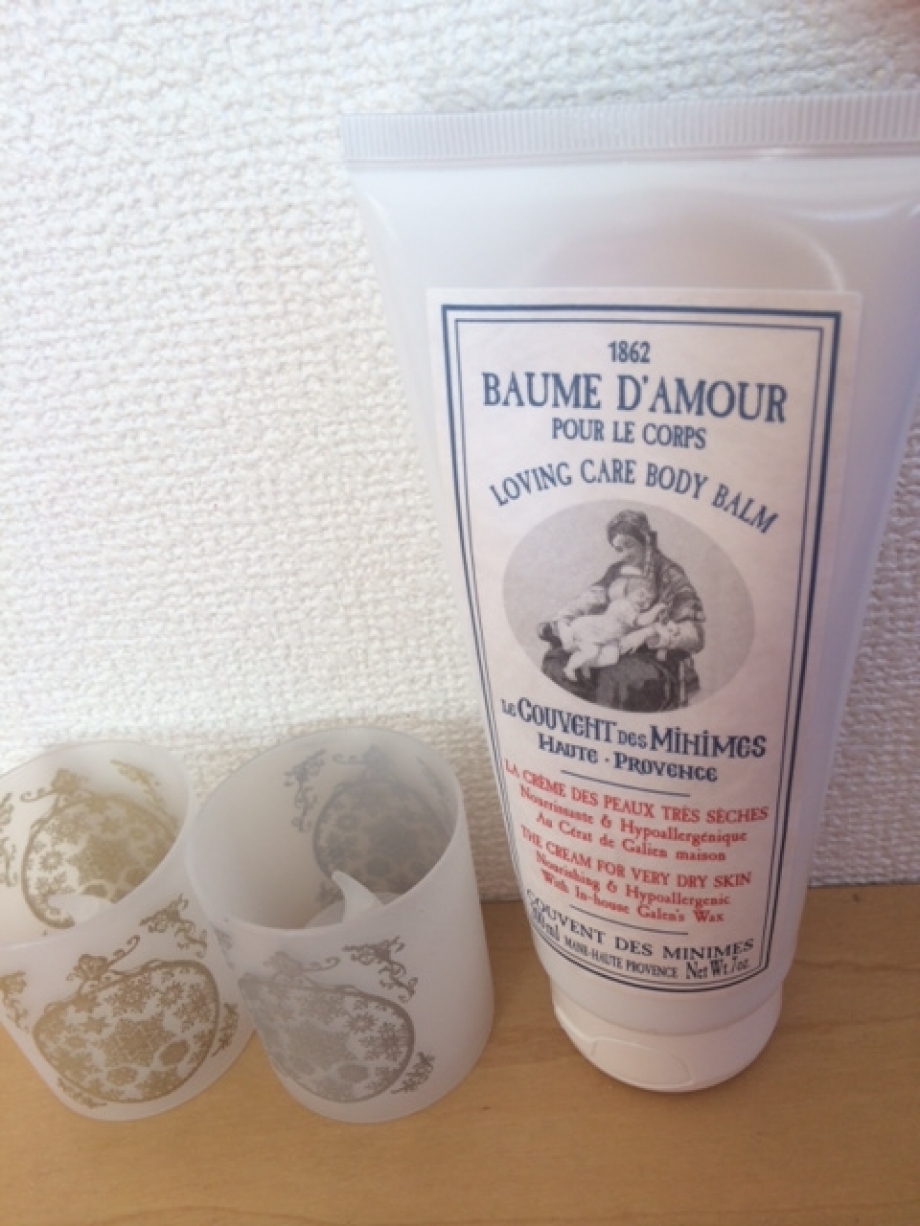 1862
BAUME D'AMOUR
POUR LE CORPS
LOVING CARE BODY BALM
LE COUVENT DES MINIMES
HAUTE - PROVENCE
LA CRÈME DES PEAUX TRÈS SÈCHES
Nourrissante & Hypoallergénique
Au Cérat de Galien maison
THE CREAM FOR VERY DRY SKIN
Nourishing & Hypoallergenic
With In-house Galen's Wax
COUVENT DES MINIMES
ml MANE-HAUTE PROVENCE Net Wt. oz